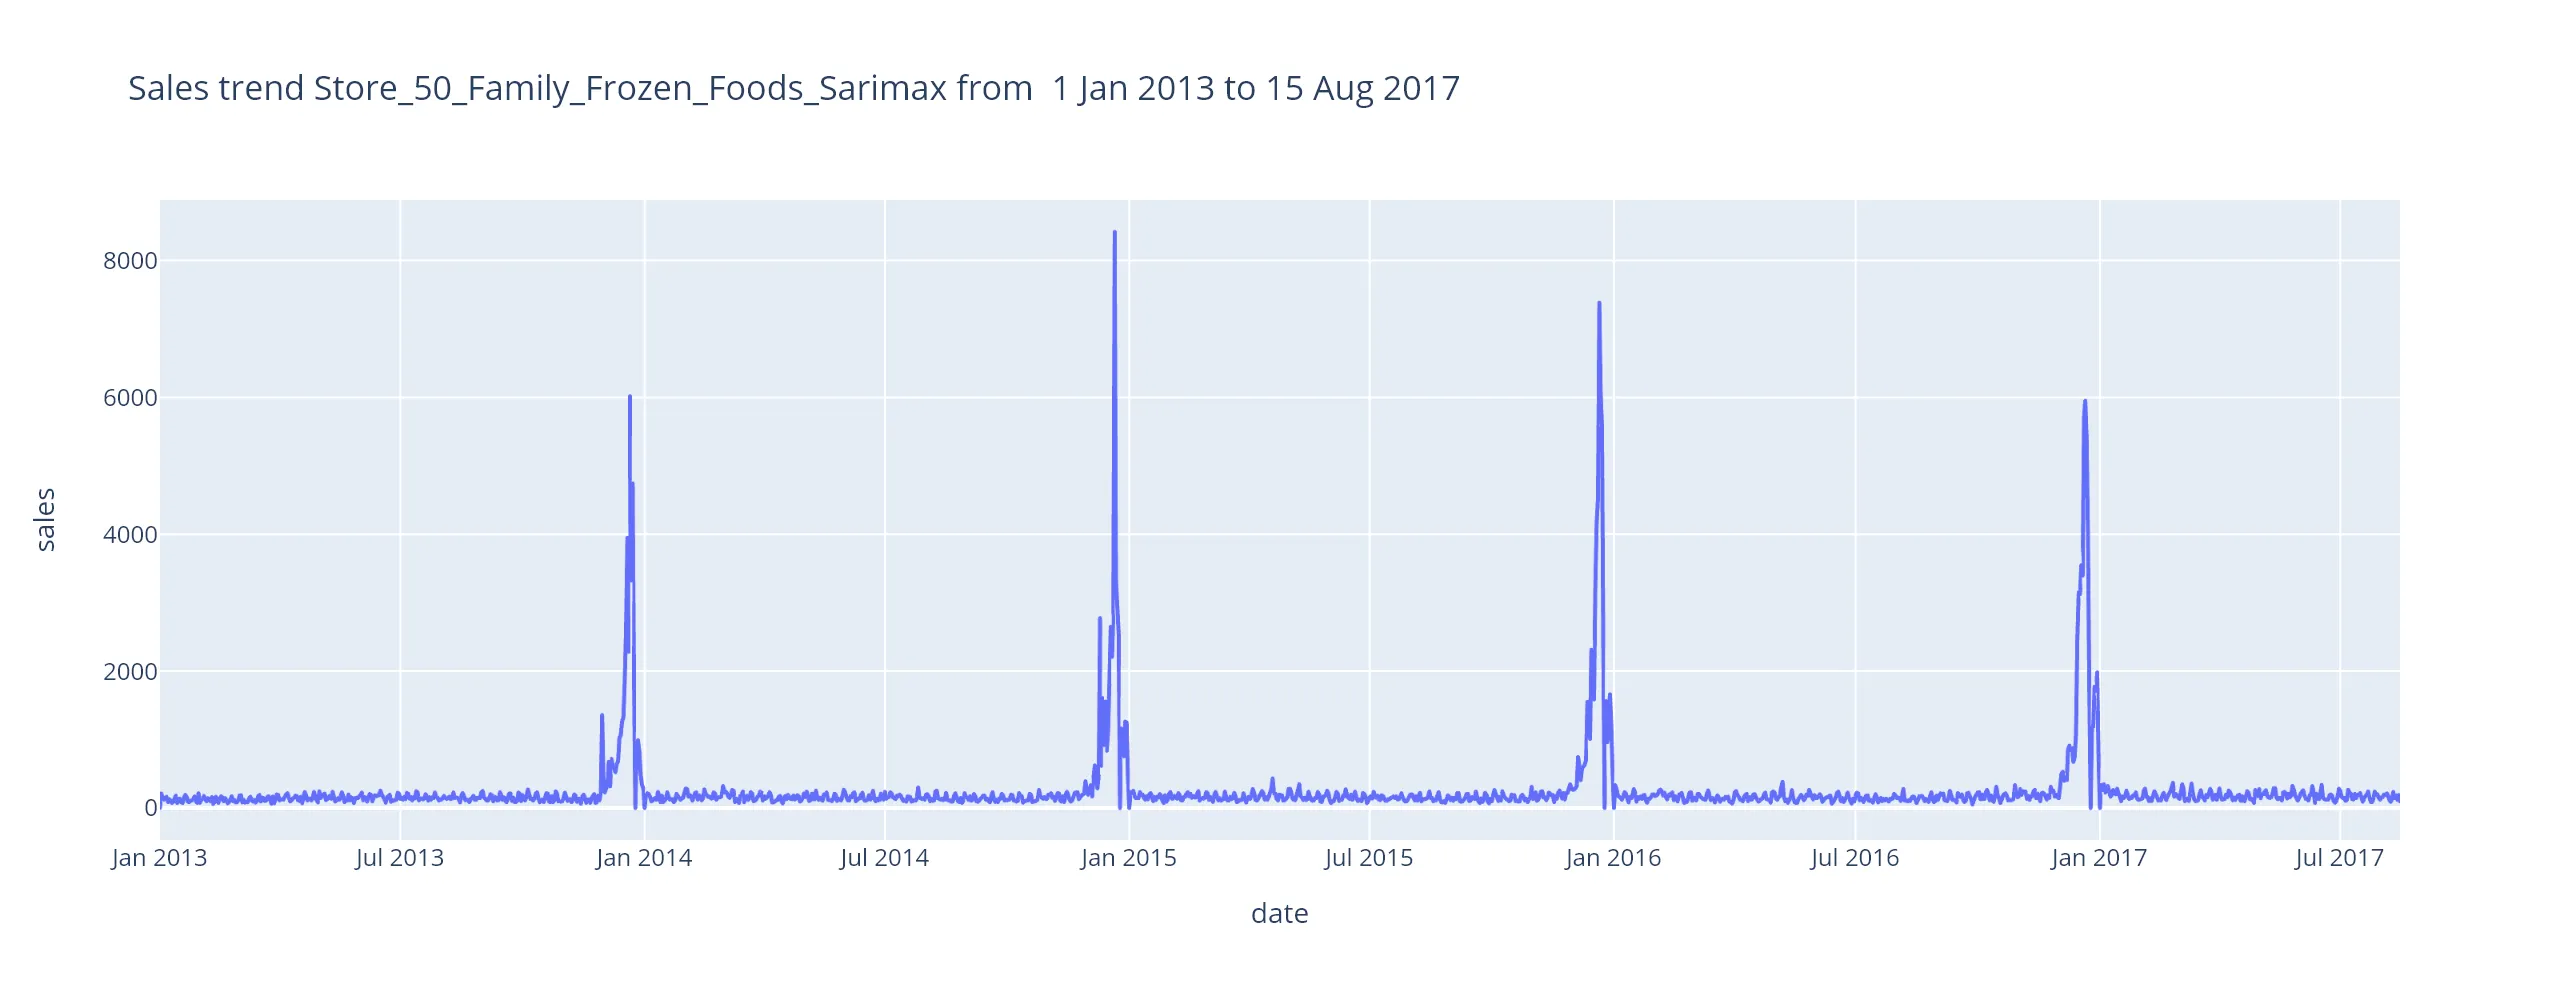 Sales trend Store_50_Family_Frozen_Foods_Sarimax from  1 Jan 2013 to 15 Aug 2017
8000
6000
4000
2000
0
sales
Jan 2013 Jul 2013 Jan 2014 Jul 2014 Jan 2015 Jul 2015 Jan 2016 Jul 2016 Jan 2017 Jul 2017
date